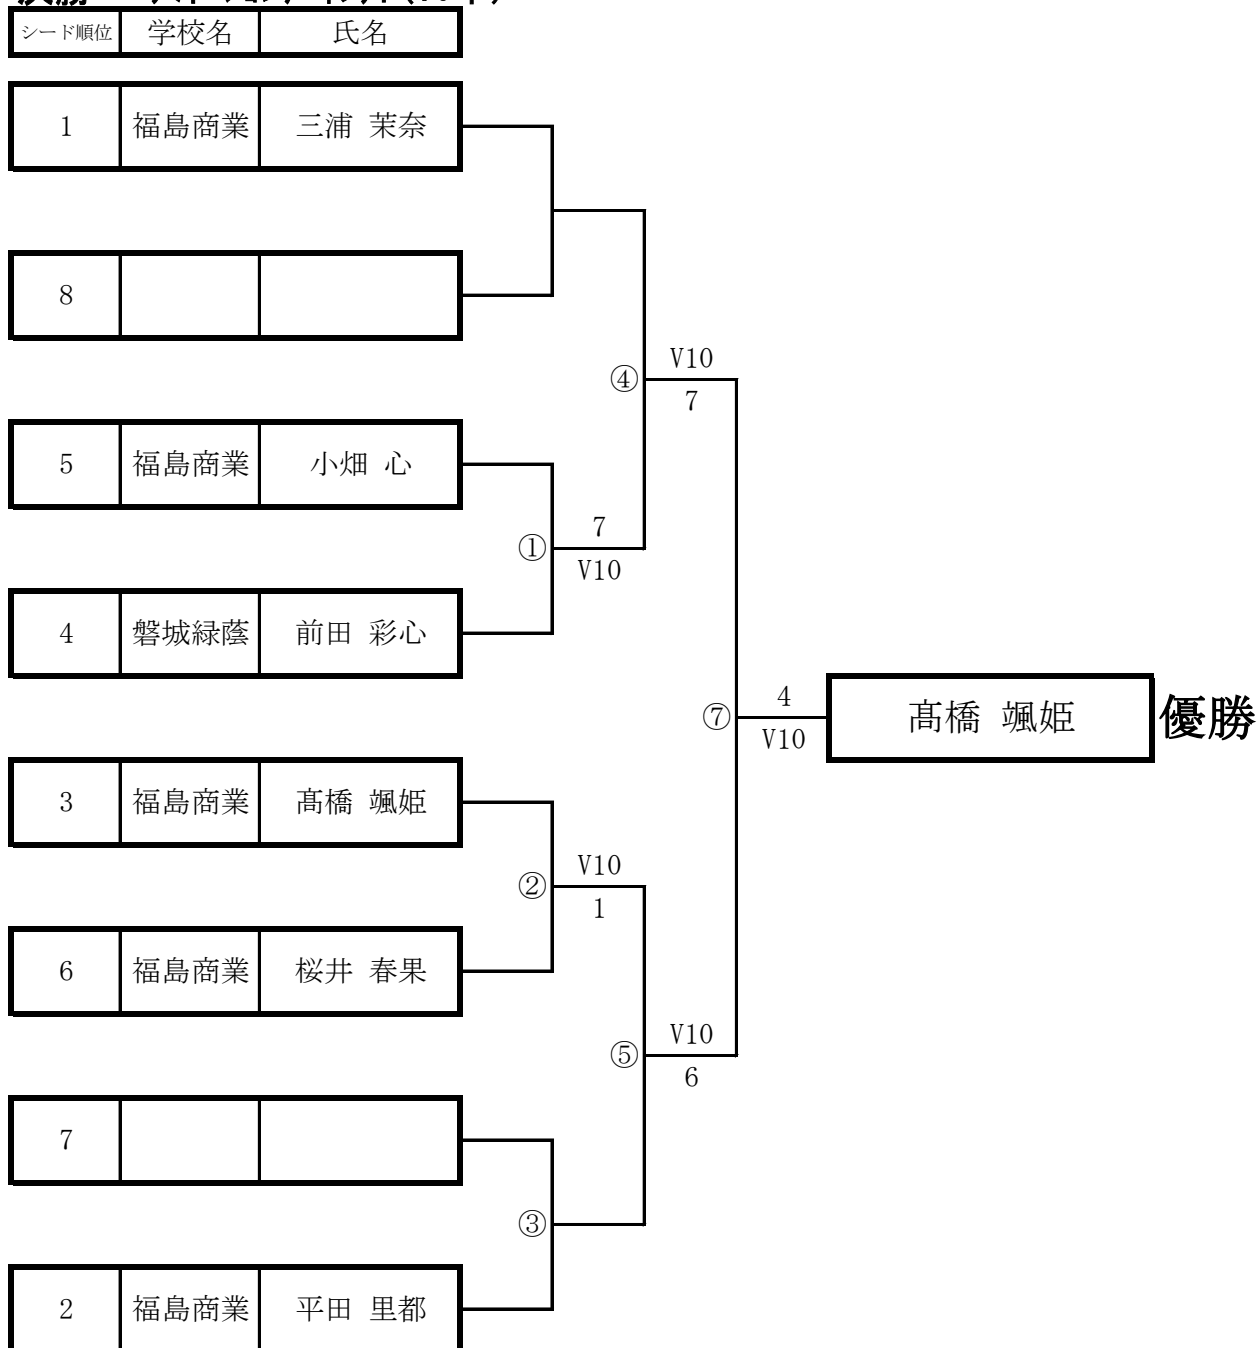 シード順位 学校名 氏名
1 福島商業 三浦 茉奈
8
V10
④
7
5 福島商業 小畑 心
7
①
V10
4 磐城緑蔭 前田 彩心
4
⑦ 髙橋 颯姫 優勝
V10
3 福島商業 髙橋 颯姫
V10
②
1
6 福島商業 桜井 春果
V10
⑤
6
7
③
2 福島商業 平田 里都